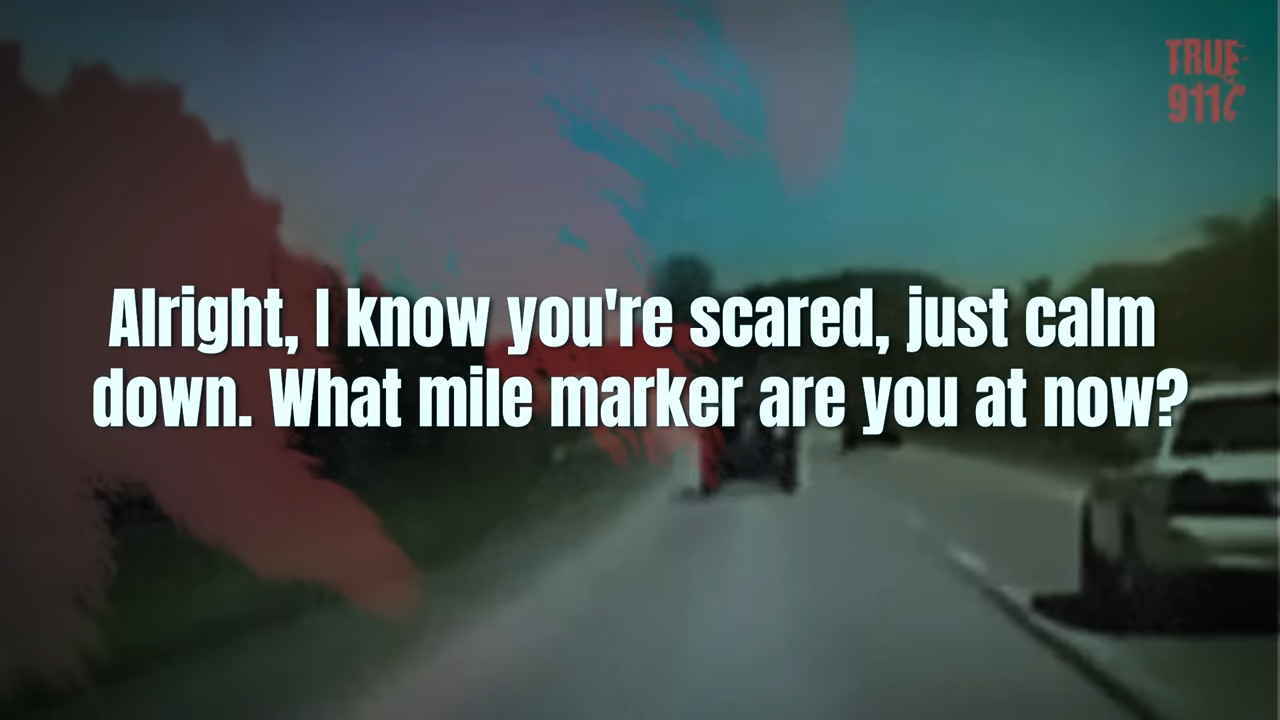 TRUE
911
Alright, I know you're scared, just calm
down. What mile marker are you at now?